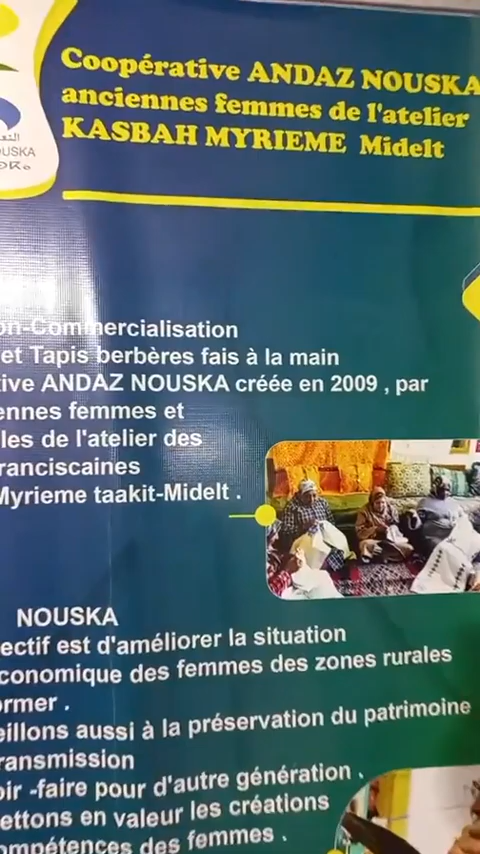 Coopérative ANDAZ NOUSKA
anciennes femmes de l'atelier
KASBAH MYRIEME Midelt
OUSKA
on-Commercialisation
et Tapis berbères fais à la main
ive ANDAZ NOUSKA créée en 2009 , par
ennes femmes et
les de l'atelier des
ranciscaines
Myrieme taakit-Midelt .
NOUSKA
ectif est d'améliorer la situation
conomique des femmes des zones rurales
ormer .
eillons aussi à la préservation du patrimoine
ransmission
oir -faire pour d'autre génération .
ettons en valeur les créations
ompétences des femmes .